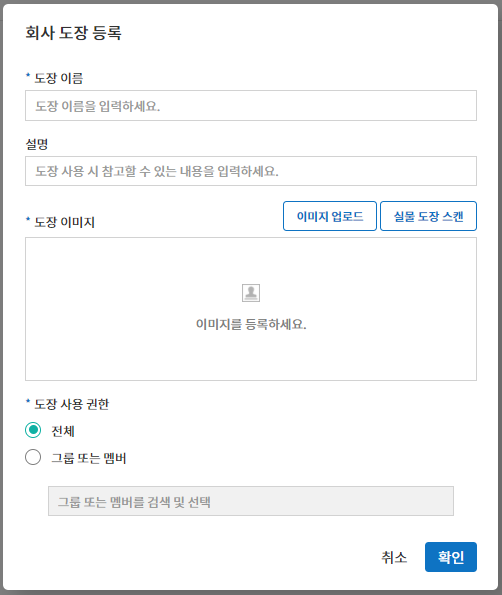 회사 도장 등록
* 도장 이름
도장 이름을 입력하세요.
설명
도장 사용 시 참고할 수 있는 내용을 입력하세요.
* 도장 이미지
이미지 업로드
실물 도장 스캔
이미지를 등록하세요.
* 도장 사용 권한
전체
그룹 또는 멤버
그룹 또는 멤버를 검색 및 선택
취소
확인